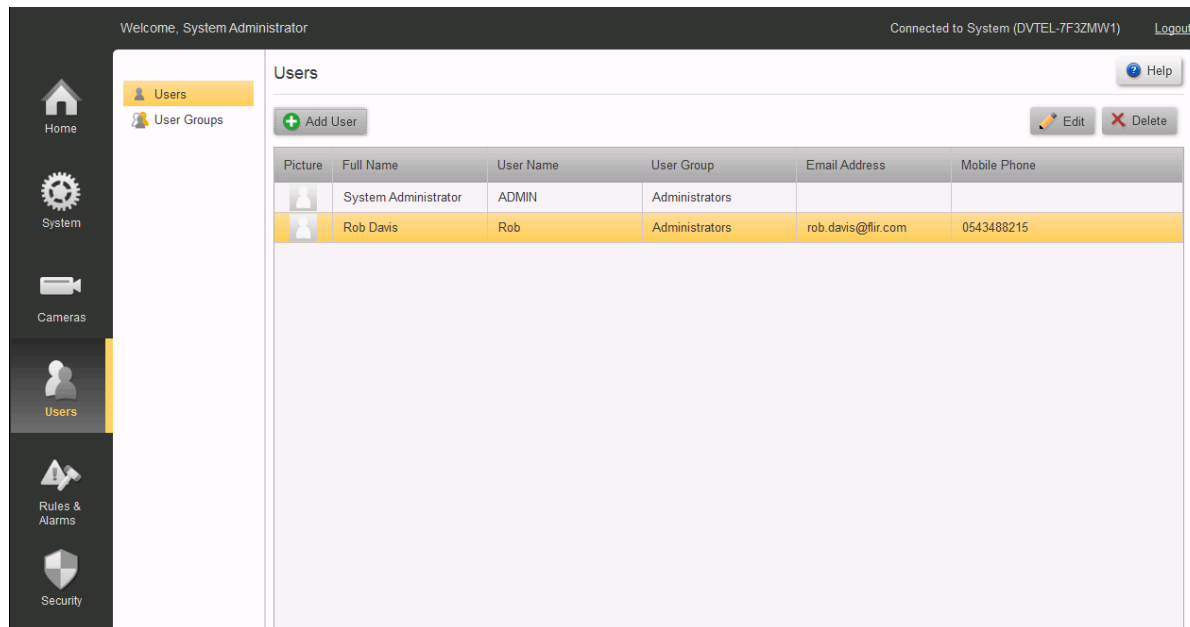 Welcome, System Administrator
Connected to System (DVTEL-7F3ZMW1)
Logout
Home
System
Cameras
Users
Rules &
Alarms
Security
Users
User Groups
Users
Help
Add User
Edit
Delete
Picture Full Name User Name User Group Email Address Mobile Phone
System Administrator ADMIN Administrators
Rob Davis Rob Administrators rob.davis@flir.com 0543488215